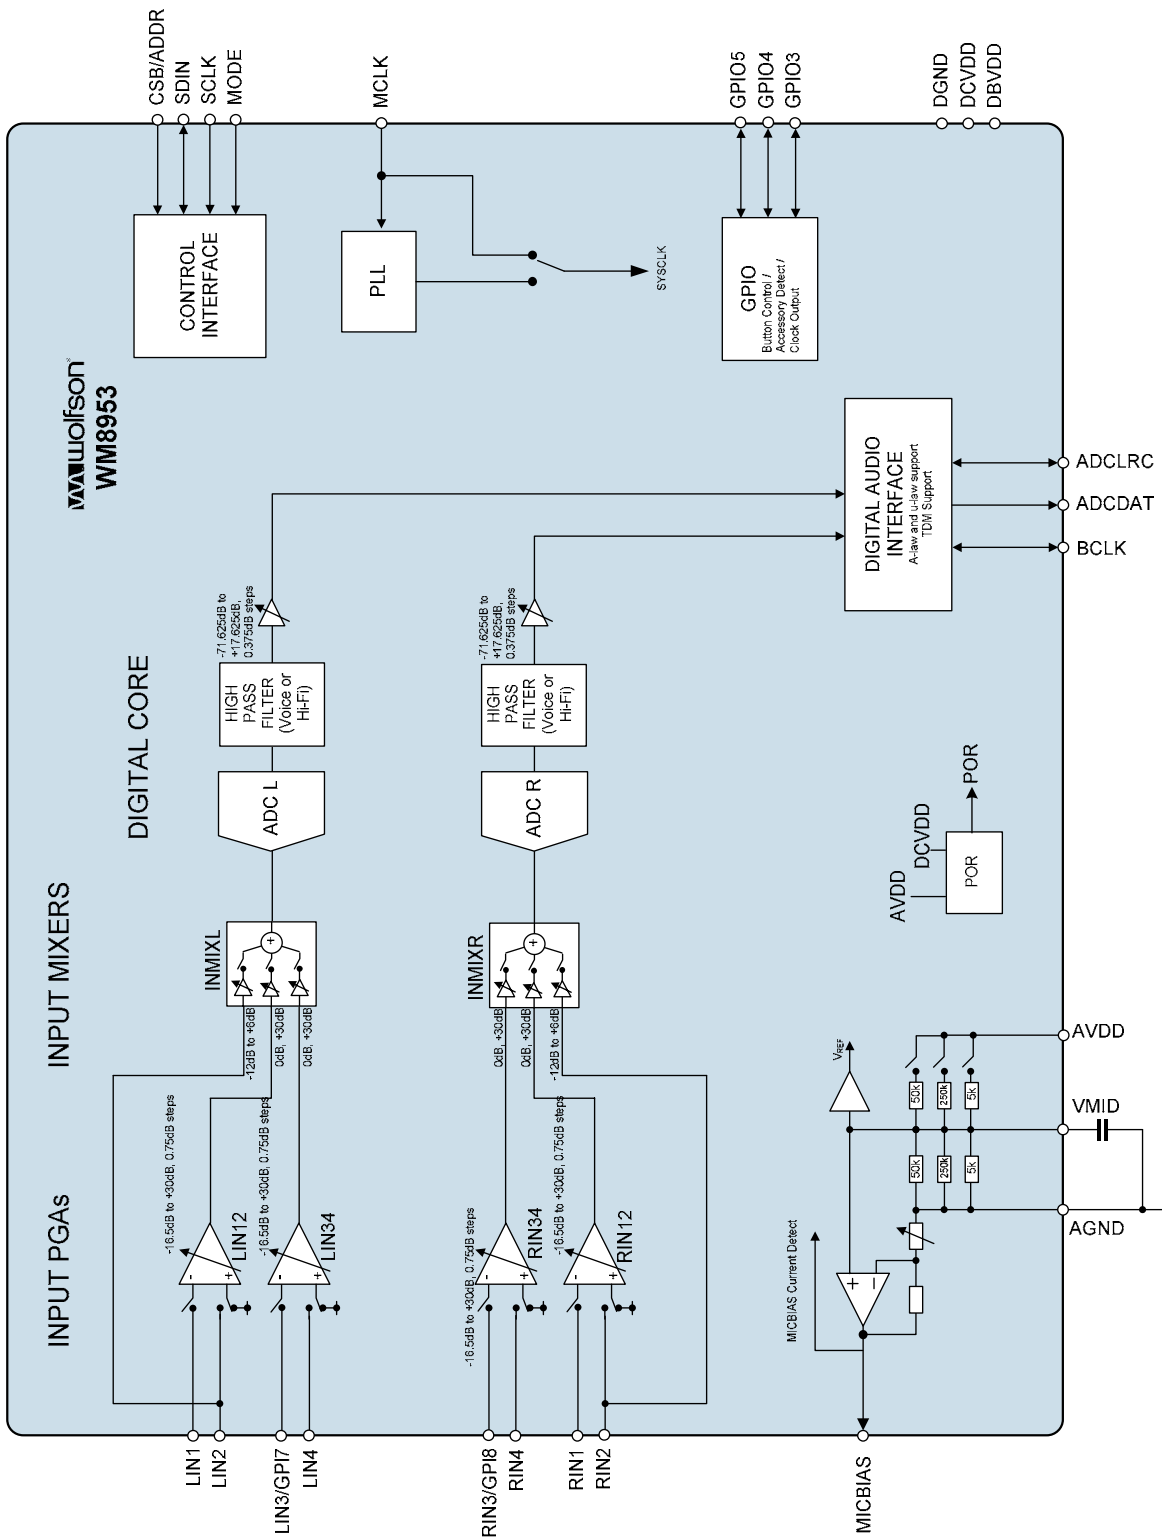 CSB/ADDR
SDIN
SCLK
MODE
MCLK
GPIO5
GPIO4
GPIO3
DGND
DCVDD
DBVDD
CONTROL
INTERFACE
PLL
SYSCLK
GPIO
Button Control /
Accessory Detect /
Clock Output
wolfson
WM8953
DIGITAL AUDIO
INTERFACE
A-law and u-law support
TDM Support
ADCLRC
ADCDAT
BCLK
DIGITAL CORE
-71.625dB to
+17.625dB,
0.375dB steps
HIGH
PASS
FILTER
(Voice or
Hi-Fi)
ADC L
-71.625dB to
+17.625dB,
0.375dB steps
HIGH
PASS
FILTER
(Voice or
Hi-Fi)
ADC R
AVDD
DCVDD
POR
POR
INPUT MIXERS
INMIXL
+
-12dB to +6dB
0dB, +30dB
0dB, +30dB
INMIXR
+
0dB, +30dB
0dB, +30dB
-12dB to +6dB
VREF
50k
250k
5k
50k
250k
5k
AVDD
VMID
AGND
INPUT PGAs
-16.5dB to +30dB, 0.75dB steps
LIN12
- +
-16.5dB to +30dB, 0.75dB steps
LIN34
- +
-16.5dB to +30dB, 0.75dB steps
RIN34
- +
-16.5dB to +30dB, 0.75dB steps
RIN12
- +
MICBIAS Current Detect
+ –
LIN1
LIN2
LIN3/GPI7
LIN4
RIN3/GPI8
RIN4
RIN1
RIN2
MICBIAS